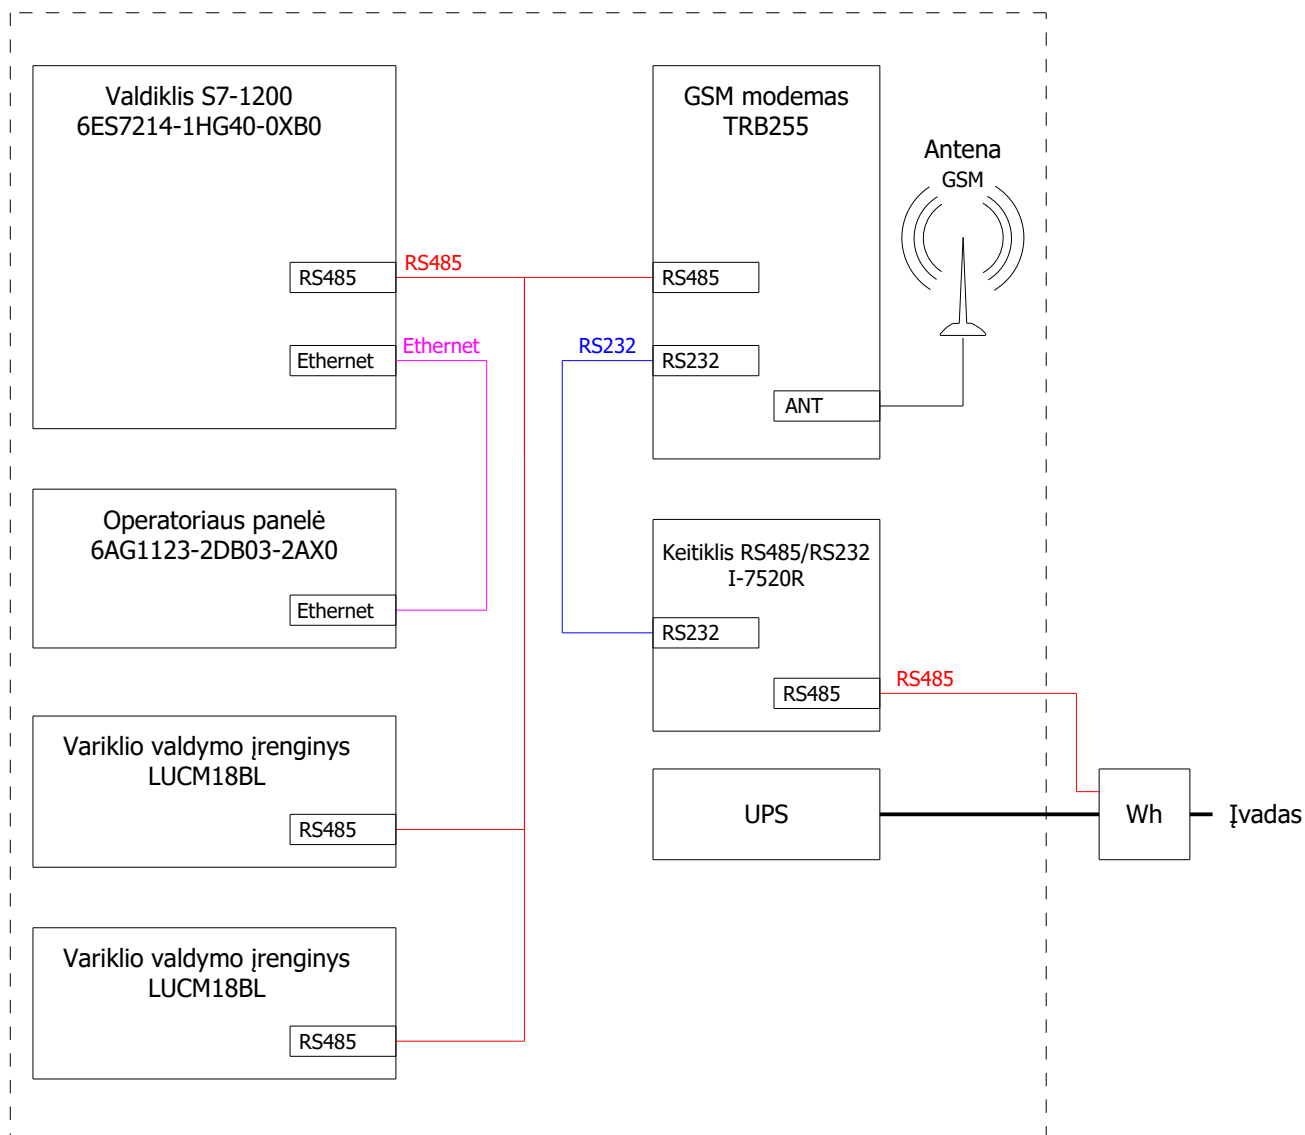 Valdiklis S7-1200
6ES7214-1HG40-0XB0
RS485
Ethernet
RS485
Ethernet
Operatoriaus panelė
6AG1123-2DB03-2AX0
Ethernet
Variklio valdymo įrenginys
LUCM18BL
RS485
Variklio valdymo įrenginys
LUCM18BL
RS485
GSM modemas
TRB255
RS485
RS232
RS232
ANT
Antena
GSM
Keitiklis RS485/RS232
I-7520R
RS232
RS485
RS485
UPS
Wh
Įvadas